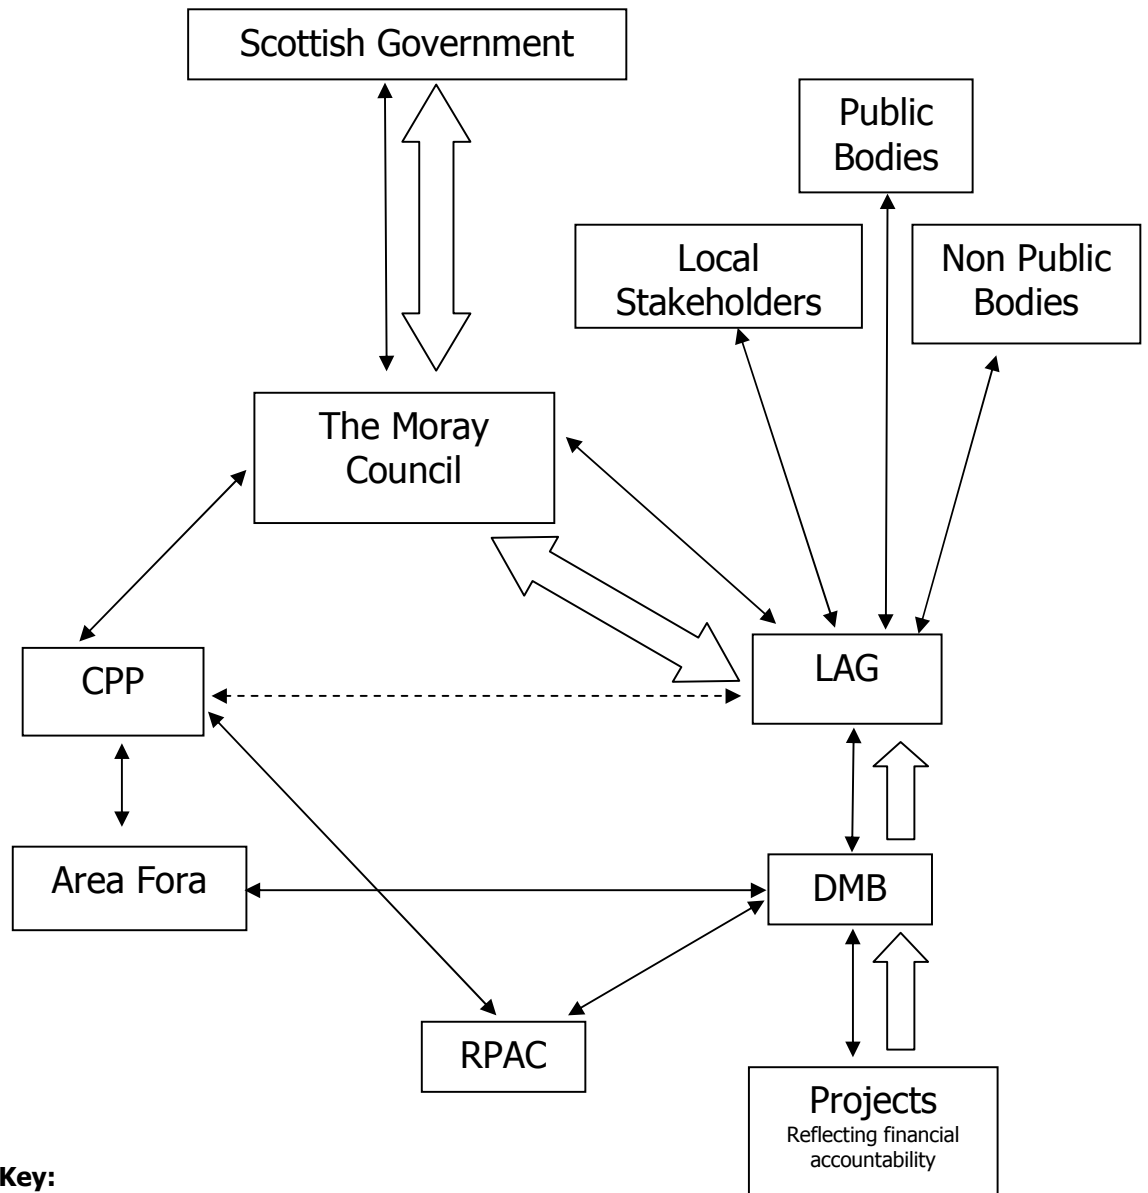 Scottish Government
Public
Bodies
Local
Stakeholders
Non Public
Bodies
The Moray
Council
CPP
LAG
Area Fora
DMB
RPAC
Projects
Reflecting financial
accountability
Key: